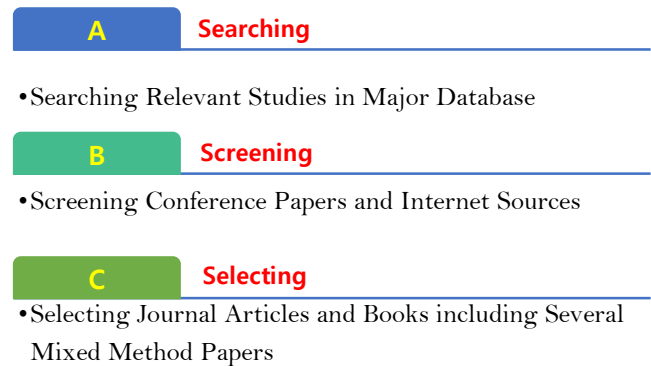 A Searching
•Searching Relevant Studies in Major Database
B Screening
•Screening Conference Papers and Internet Sources
C Selecting
•Selecting Journal Articles and Books including Several
Mixed Method Papers